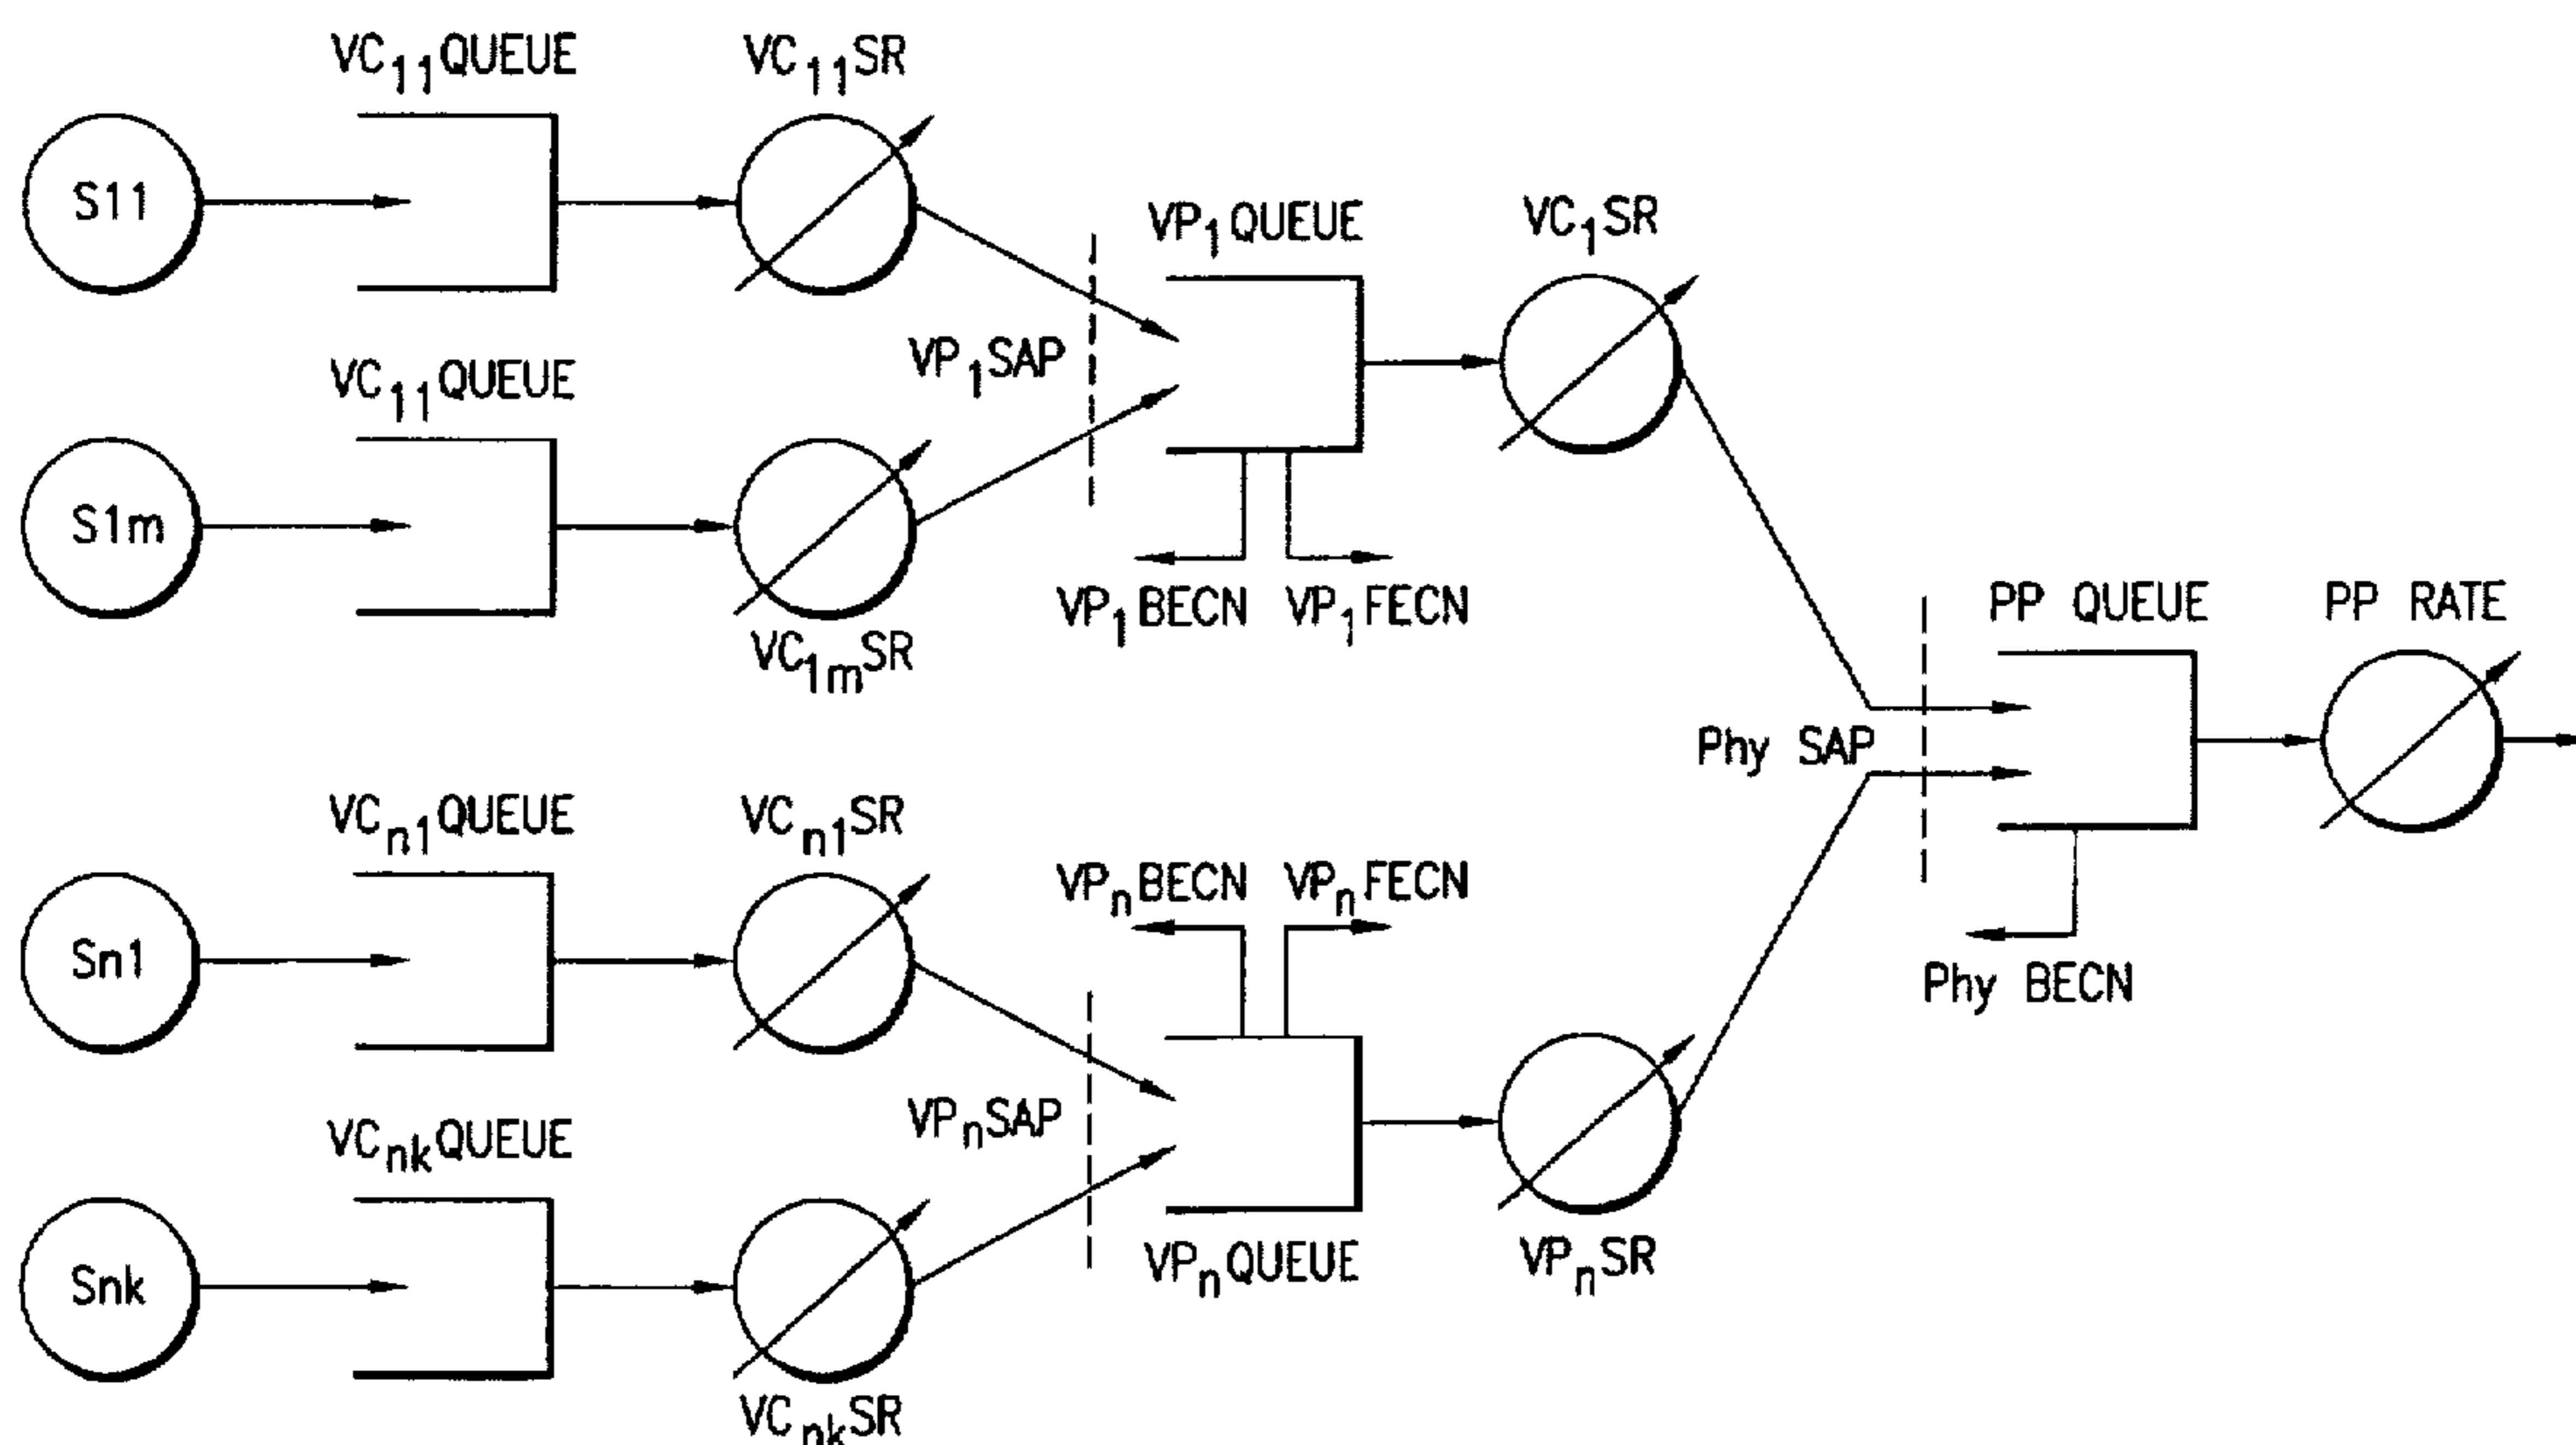 VC11QUEUE
VC11SR
S11
VP1QUEUE
VC1SR
VP1SAP
VC11QUEUE
S1m
VC1mSR
VP1BECN
VP1FECN
PP QUEUE
PP RATE
Phy SAP
Phy BECN
VCn1QUEUE
VCn1SR
Sn1
VPnBECN
VPnFECN
VPnSAP
VCnkQUEUE
Snk
VCnkSR
VPnQUEUE
VPnSR